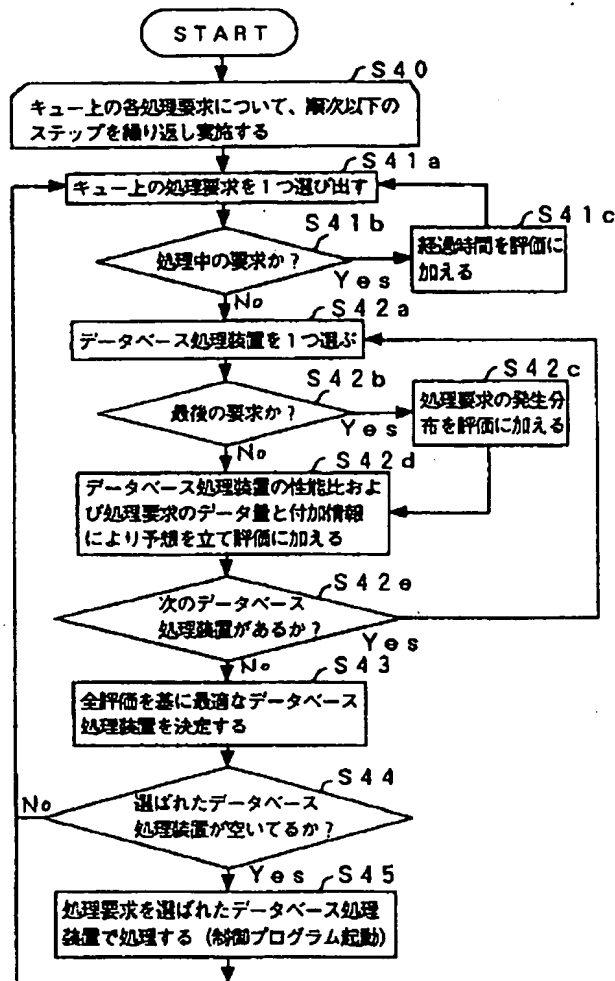 START
S40
キュー上の各処理要求について、順次以下の
ステップを繰り返し実施する
S41a
キュー上の処理要求を1つ選び出す
S41b
処理中の要求か?
Yes
No
S41c
経過時間を評価に
加える
S42a
データベース処理装置を1つ選ぶ
S42b
最後の要求か?
Yes
No
S42c
処理要求の発生分
布を評価に加える
S42d
データベース処理装置の性能比およ
び処理要求のデータ量と付加情報
により予想を立て評価に加える
S42e
次のデータベース
処理装置があるか?
Yes
No
S43
全評価を基に最適なデータベース
処理装置を決定する
S44
No
選ばれたデータベース
処理装置が空いてるか?
Yes
S45
処理要求を選ばれたデータベース処理
装置で処理する (制御プログラム起動)